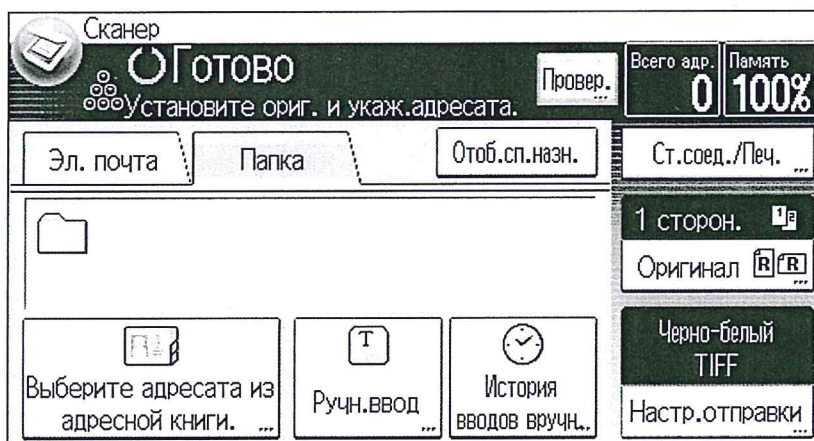 Сканер
Готово
Установите ориг. и укаж.адресата.
Провер.
...
Всего адр.
0
Память
100%
Эл. почта
Папка
Отоб.сп.назн.
Ст.соед./Печ.
...
1 сторон.
1 2
Оригинал R R
...
Выберите адресата из
адресной книги. ...
T
Ручн.ввод
...
История
вводов вручн...
Черно-белый
TIFF
Настр.отправки
...